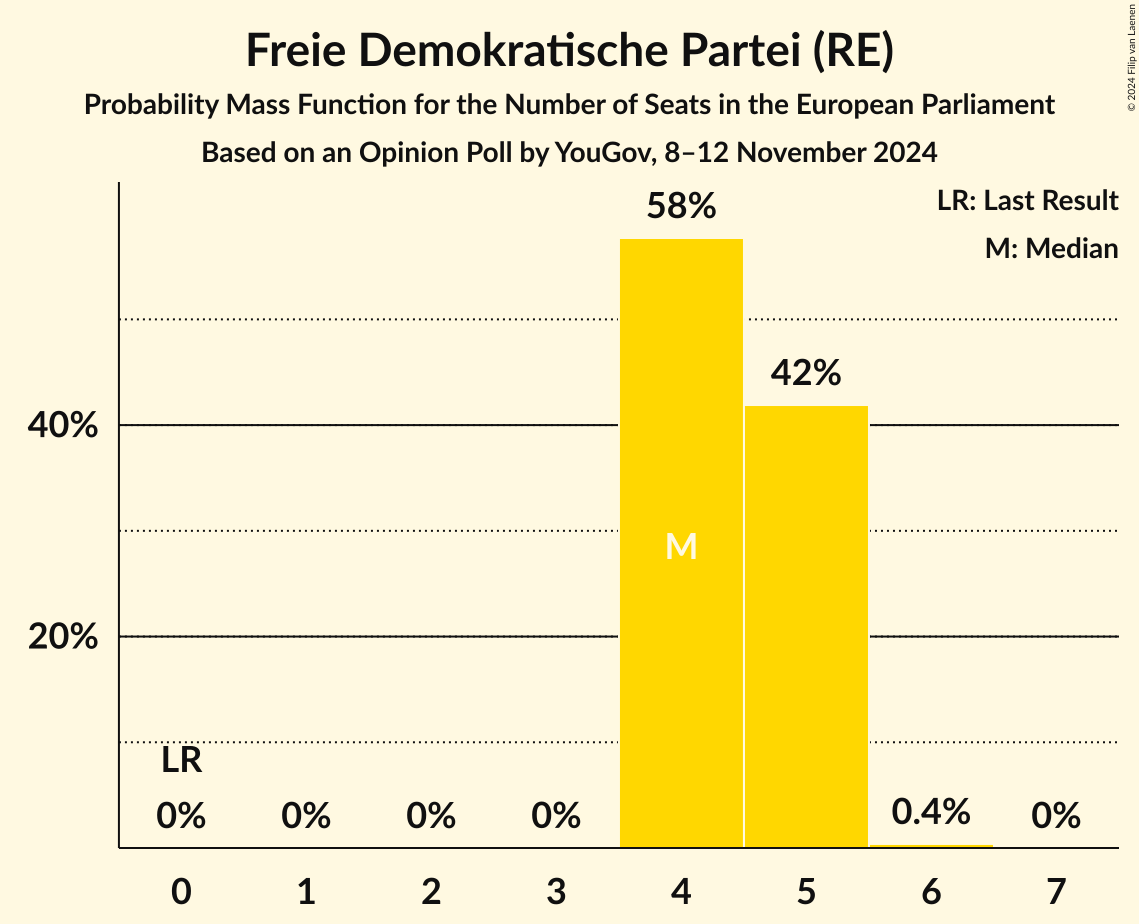 Freie Demokratische Partei (RE)
Probability Mass Function for the Number of Seats in the European Parliament
Based on an Opinion Poll by YouGov, 8–12 November 2024
© 2024 Filip van Laenen
LR: Last Result
M: Median
58%
42%
40%
M
20%
LR
0% 0% 0% 0% 0.4% 0%
0 1 2 3 4 5 6 7